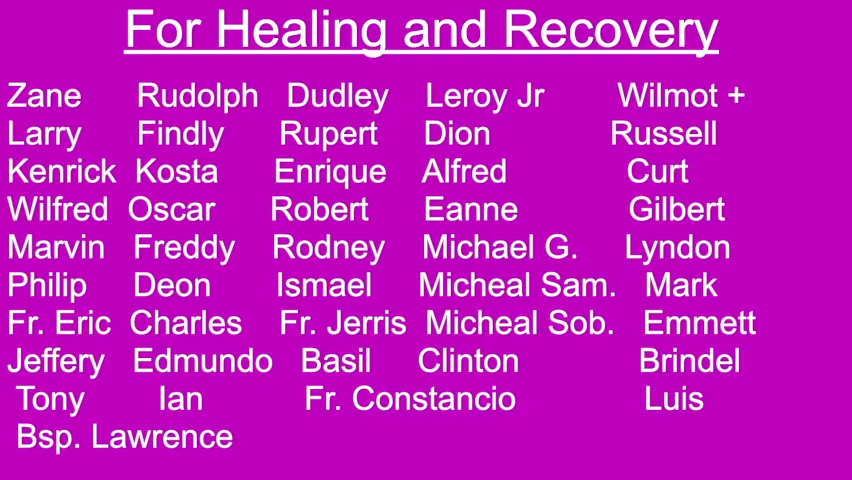 For Healing and Recovery
Zane Rudolph Dudley Leroy Jr Wilmot +
Larry Findly Rupert Dion Russell
Kenrick Kosta Enrique Alfred Curt
Wilfred Oscar Robert Eanne Gilbert
Marvin Freddy Rodney Michael G. Lyndon
Philip Deon Ismael Micheal Sam. Mark
Fr. Eric Charles Fr. Jerris Micheal Sob. Emmett
Jeffery Edmundo Basil Clinton Brindel
Tony Ian Fr. Constancio Luis
Bsp. Lawrence